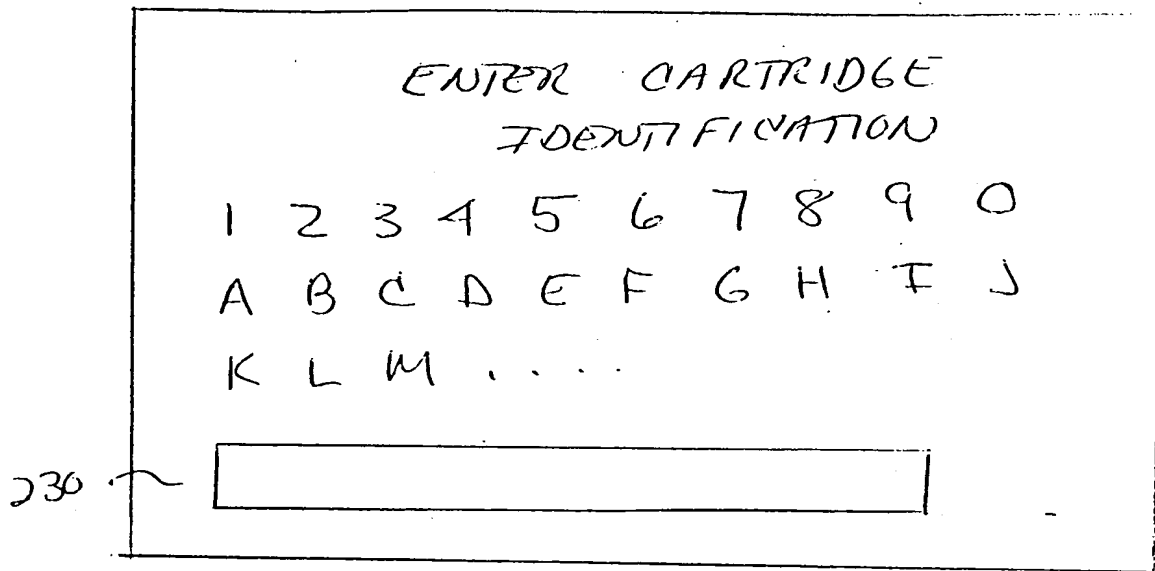 ENTER CARTRIDGE
IDENTIFICATION
1 2 3 4 5 6 7 8 9 0
A B C D E F G H I J
K L M . . . .
230